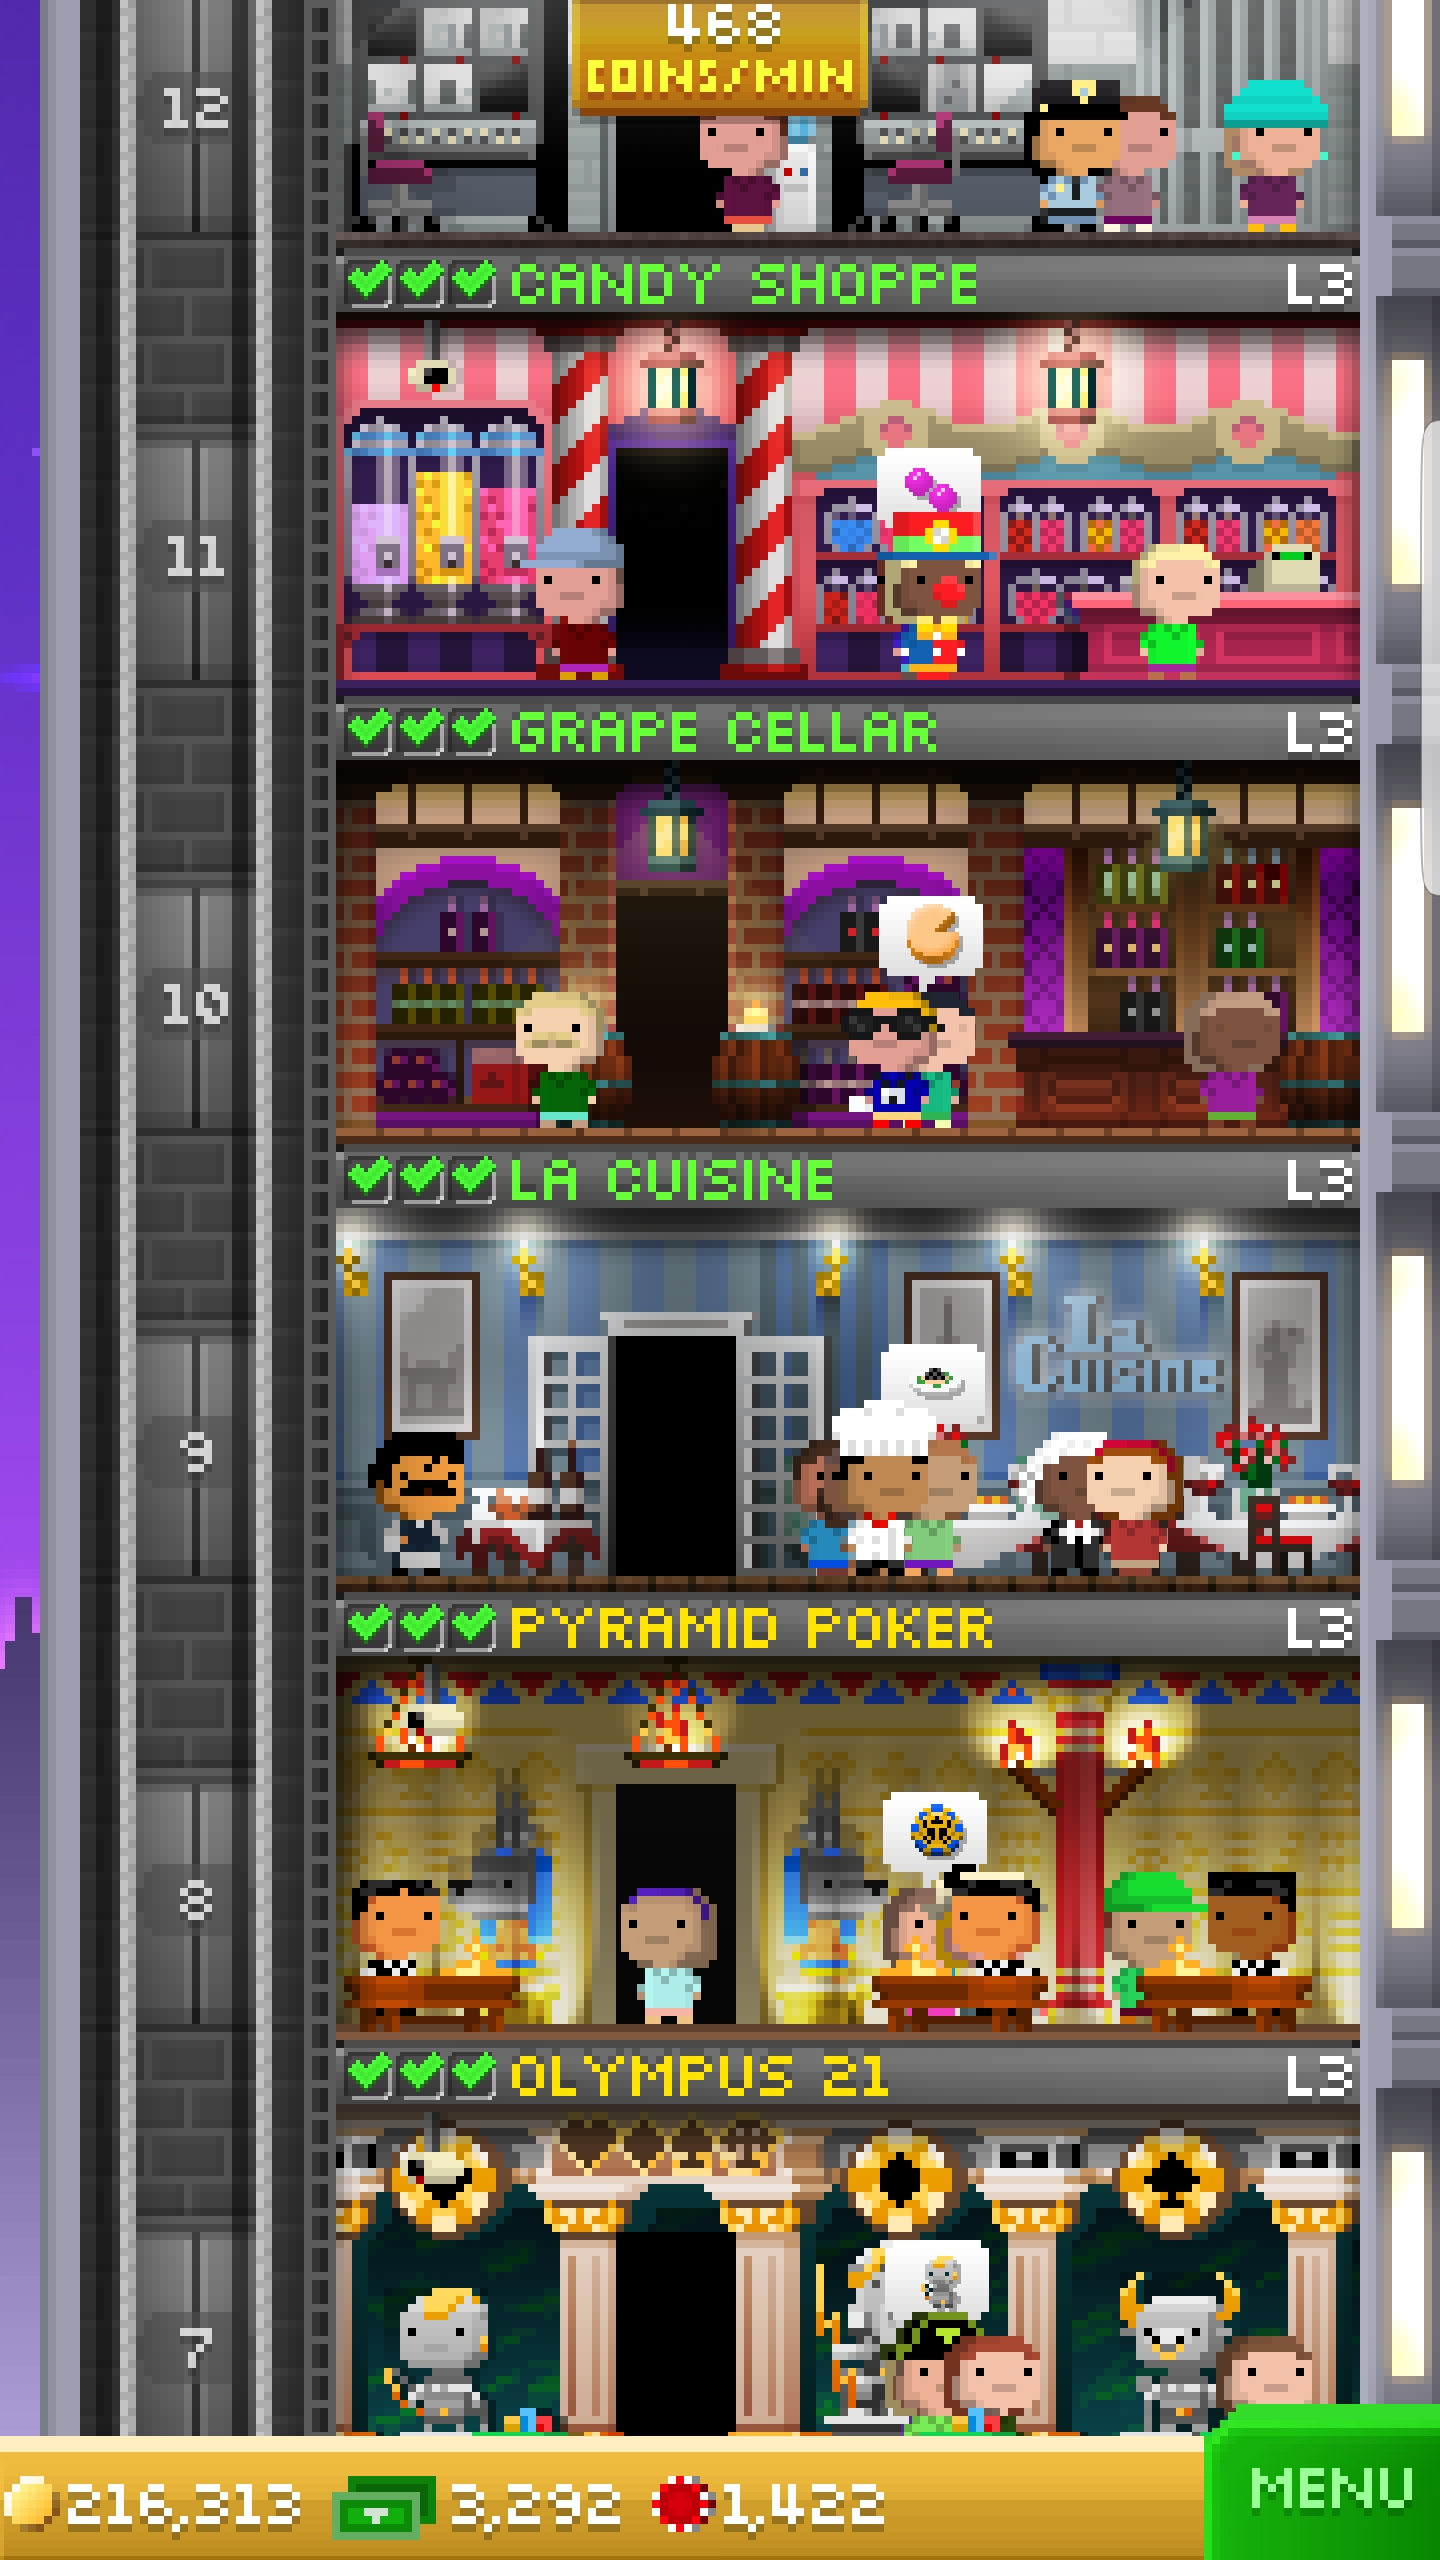 468
COINS/MIN
12
CANDY SHOPPE L3
11
GRAPE CELLAR L3
10
LA CUISINE L3
La
Cuisine
9
PYRAMID POKER L3
8
OLYMPUS 21 L3
7
216,313 3,292 1,422
MENU